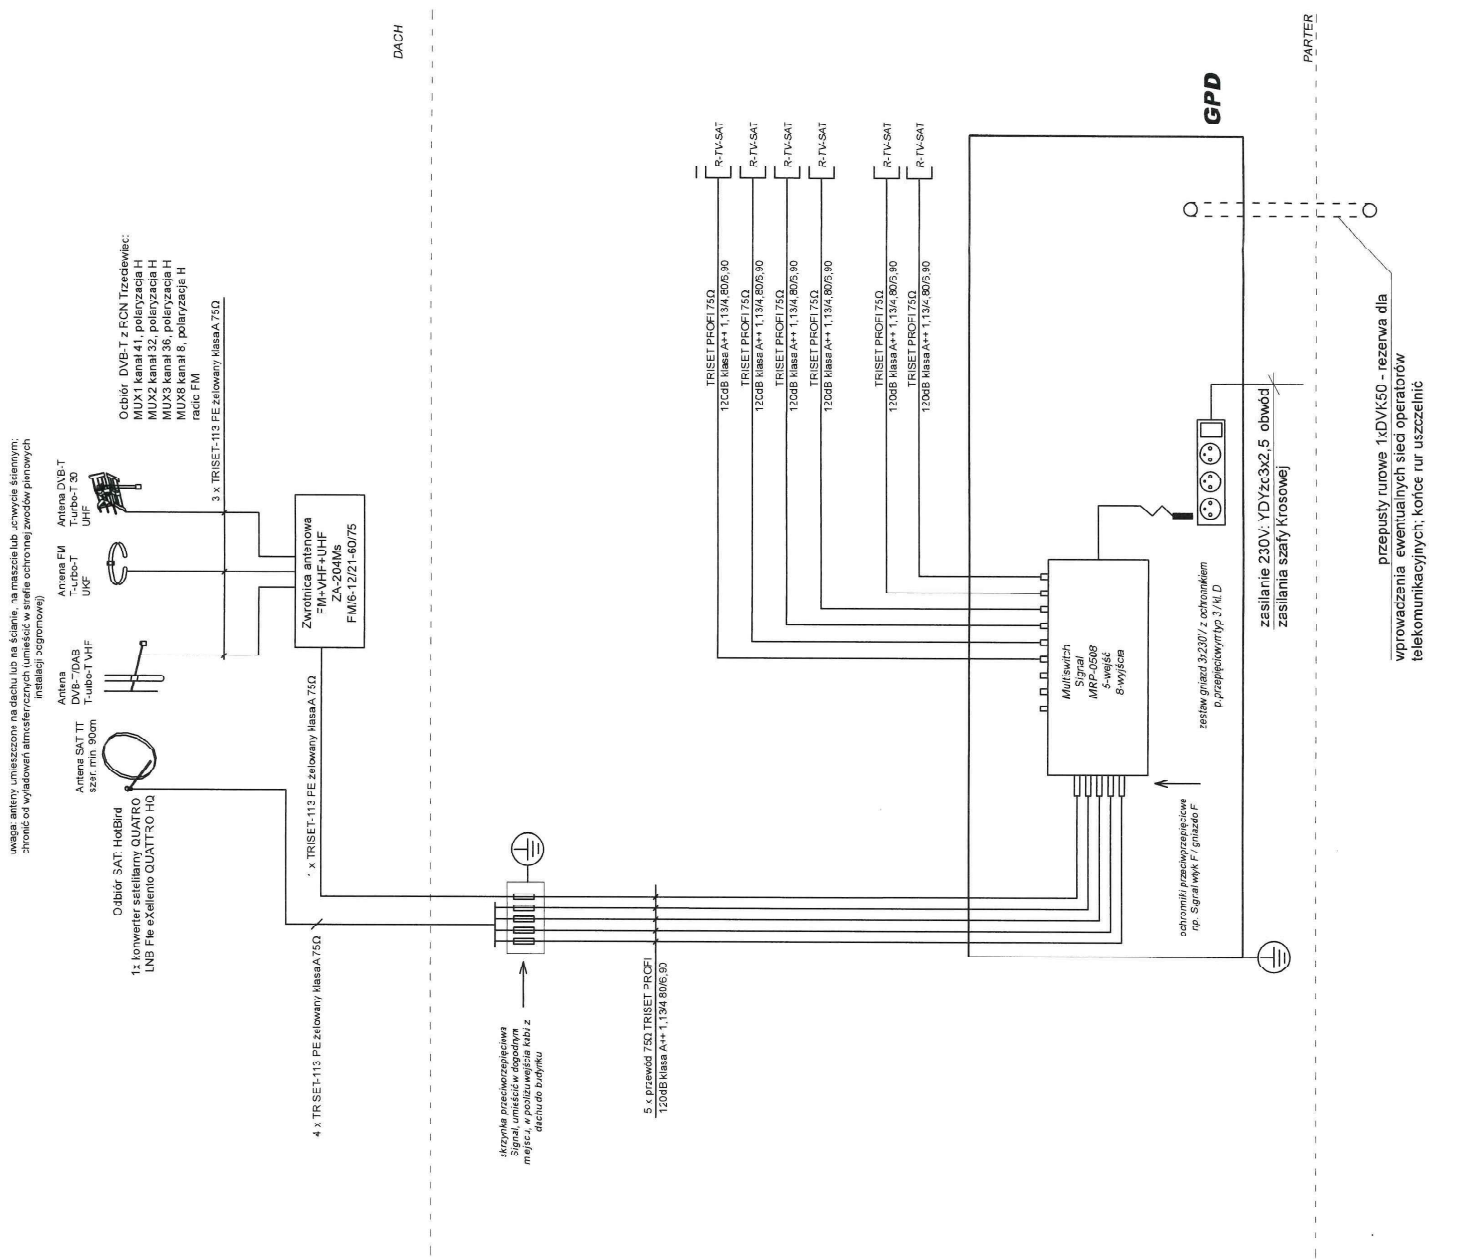 DACH
PARTER
GPD
uwaga: anteny umieszczone na dachu lub na ścianie, na maszcie lub uchwycie ściennym;
chronić od wyładowań atmosferycznych (umieścić w strefie ochronnej zwodów pionowych
instalacji odgromowej)
Antena SAT TT
szer. min. 90cm
Antena
DVB-T/DAB
T-urbo-T VHF
Antena FM
T-urbo-T
UKF
Antena DVB-T
T-urbo-T 30
UHF
Odbiór DVB-T z RCN Trzeciewiec:
MUX1 kanał 41, polaryzacja H
MUX2 kanał 32, polaryzacja H
MUX3 kanał 36, polaryzacja H
MUX8 kanał 8, polaryzacja H
radio FM
Odbiór SAT: HotBird
1x konwerter satelitarny QUATRO
LNB Fte eXellento QUATTRO HQ
3 x TRISET-113 PE żelowany klasaA 75Ω
Zwrotnica antenowa
FM+VHF+UHF
ZA-204Ms
FM/6-12/21-60/75
x TRISET-113 PE żelowany klasaA 75Ω
4 x TRISET-113 PE żelowany klasaA 75Ω
skrzynka przeciwprzepięciowa
Signal, umieścić w dogodnym
miejscu, w pobliżu wejścia kabli z
dachu do budynku
5 x przewód 75Ω TRISET PROFI
120dB klasa A++ 1,13/4,80/6,90
TRISET PROFI 75Ω
120dB klasa A++ 1,13/4,80/6,90
R-TV-SAT
TRISET PROFI 75Ω
120dB klasa A++ 1,13/4,80/6,90
R-TV-SAT
TRISET PROFI 75Ω
120dB klasa A++ 1,13/4,80/6,90
R-TV-SAT
TRISET PROFI 75Ω
120dB klasa A++ 1,13/4,80/6,90
R-TV-SAT
TRISET PROFI 75Ω
120dB klasa A++ 1,13/4,80/6,90
R-TV-SAT
TRISET PROFI 75Ω
120dB klasa A++ 1,13/4,80/6,90
R-TV-SAT
Multiswitch
Signal
MRP-0508
5-wejść
8-wyjścia
ochronniki przeciwprzepięciowe
np. Signal wtyk F / gniazdo F
zestaw gniazd 3x230V z ochronnikiem
p.przepięciowym typ 3 / kl. D
zasilanie 230V: YDYżo3x2,5 obwód
zasilania szafy Krosowej
przepusty rurowe 1xDVK50 - rezerwa dla
wprowadzenia ewentualnych sieci operatorów
telekomunikacyjnych; końce rur uszczelnić